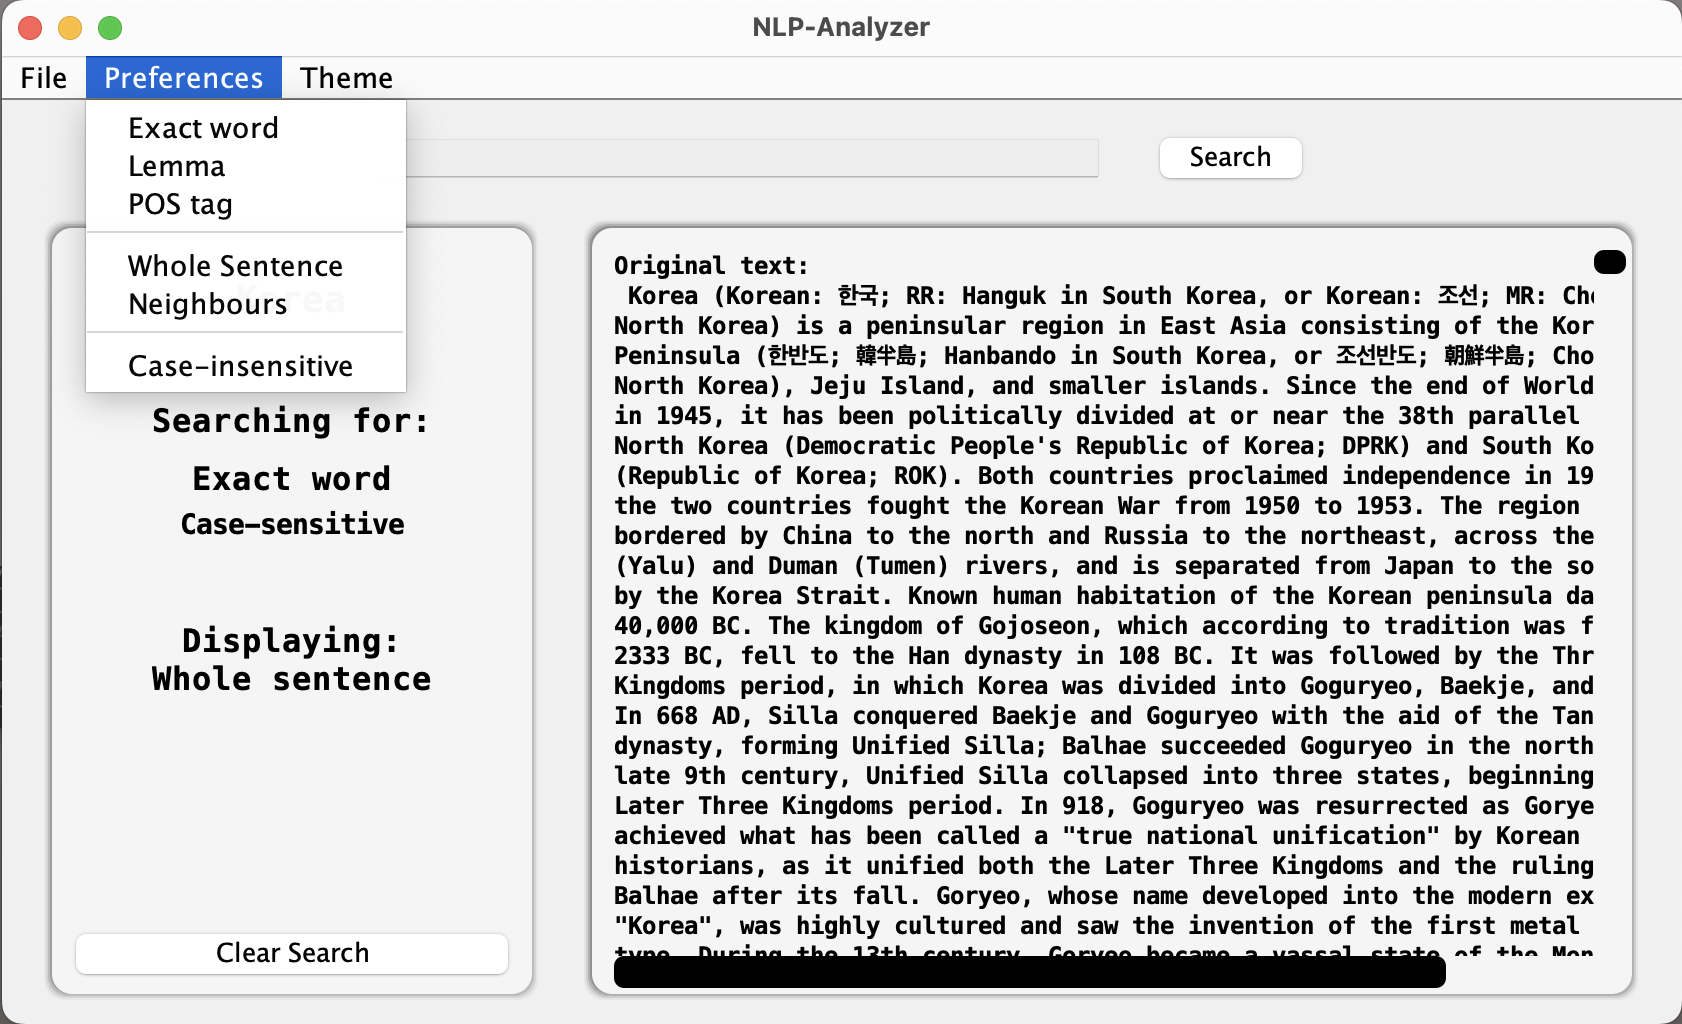 NLP-Analyzer
File Preferences Theme
Exact word
Lemma
POS tag
Whole Sentence
Neighbours
Case-insensitive
Search
Korea
Searching for:
Exact word
Case-sensitive
Displaying:
Whole sentence
Clear Search
Original text:
Korea (Korean: 한국; RR: Hanguk in South Korea, or Korean: 조선; MR: Cho
North Korea) is a peninsular region in East Asia consisting of the Kor
Peninsula (한반도; 韓半島; Hanbando in South Korea, or 조선반도; 朝鮮半島; Cho
North Korea), Jeju Island, and smaller islands. Since the end of World
in 1945, it has been politically divided at or near the 38th parallel
North Korea (Democratic People's Republic of Korea; DPRK) and South Ko
(Republic of Korea; ROK). Both countries proclaimed independence in 19
the two countries fought the Korean War from 1950 to 1953. The region
bordered by China to the north and Russia to the northeast, across the
(Yalu) and Duman (Tumen) rivers, and is separated from Japan to the so
by the Korea Strait. Known human habitation of the Korean peninsula da
40,000 BC. The kingdom of Gojoseon, which according to tradition was f
2333 BC, fell to the Han dynasty in 108 BC. It was followed by the Thr
Kingdoms period, in which Korea was divided into Goguryeo, Baekje, and
In 668 AD, Silla conquered Baekje and Goguryeo with the aid of the Tan
dynasty, forming Unified Silla; Balhae succeeded Goguryeo in the north
late 9th century, Unified Silla collapsed into three states, beginning
Later Three Kingdoms period. In 918, Goguryeo was resurrected as Gorye
achieved what has been called a "true national unification" by Korean
historians, as it unified both the Later Three Kingdoms and the ruling
Balhae after its fall. Goryeo, whose name developed into the modern ex
"Korea", was highly cultured and saw the invention of the first metal
type. During the 13th century, Goryeo became a vassal state of the Mon